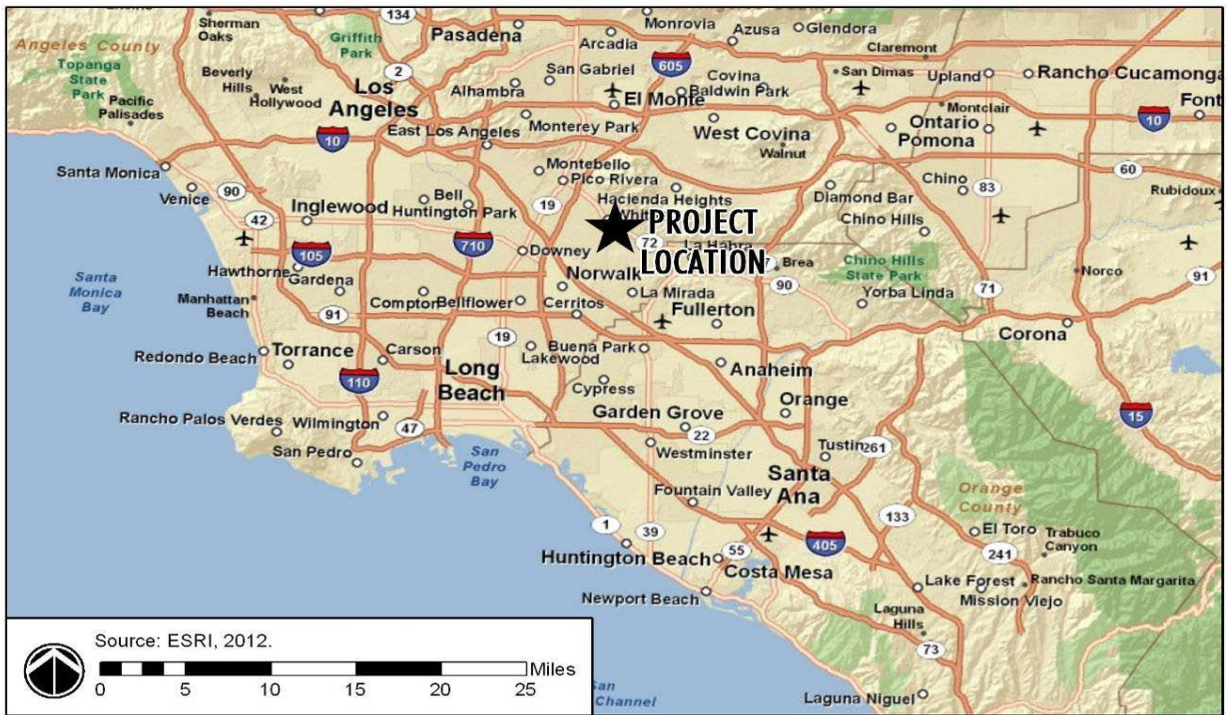 134
Monrovia
Azusa
Glendora
Sherman
Oaks
Pasadena
Arcadia
Claremont
Angeles County
Griffith
Park
605
Topanga
State
Park
2
San Gabriel
Covina
San Dimas
Upland
Rancho Cucamonga
Beverly
Hills
West
Hollywood
Los
Angeles
Alhambra
El Monte
Baldwin Park
Montclair
Font
Pacific
Palisades
10
East Los Angeles
Monterey Park
West Covina
Walnut
Ontario
Pomona
10
Santa Monica
Montebello
Pico Rivera
60
Venice
90
Bell
Hacienda Heights
Whit
Diamond Bar
Chino
83
Rubidoux
42
Inglewood
Huntington Park
19
PROJECT
LOCATION
Chino Hills
105
710
Downey
72
La Habra
Brea
Chino Hills
State Park
Norco
Hawthorne
Gardena
Norwalk
90
91
Santa
Monica
Bay
Manhattan
Beach
Compton
Bellflower
Cerritos
La Mirada
Yorba Linda
71
91
Fullerton
Corona
Redondo Beach
Torrance
Carson
19
Lakewood
Buena Park
110
Long
Beach
Cypress
Anaheim
Orange
15
Rancho Palos Verdes
Wilmington
47
Garden Grove
22
San Pedro
San
Pedro
Bay
Westminster
Tustin
261
Santa
Ana
Fountain Valley
Orange
County
1
39
133
El Toro
Trabuco
Canyon
Huntington Beach
55
405
241
Costa Mesa
Lake Forest
Rancho Santa Margarita
Newport Beach
Mission Viejo
Laguna
Hills
73
Laguna Niguel
Channel
Source: ESRI, 2012.
Miles
0 5 10 15 20 25